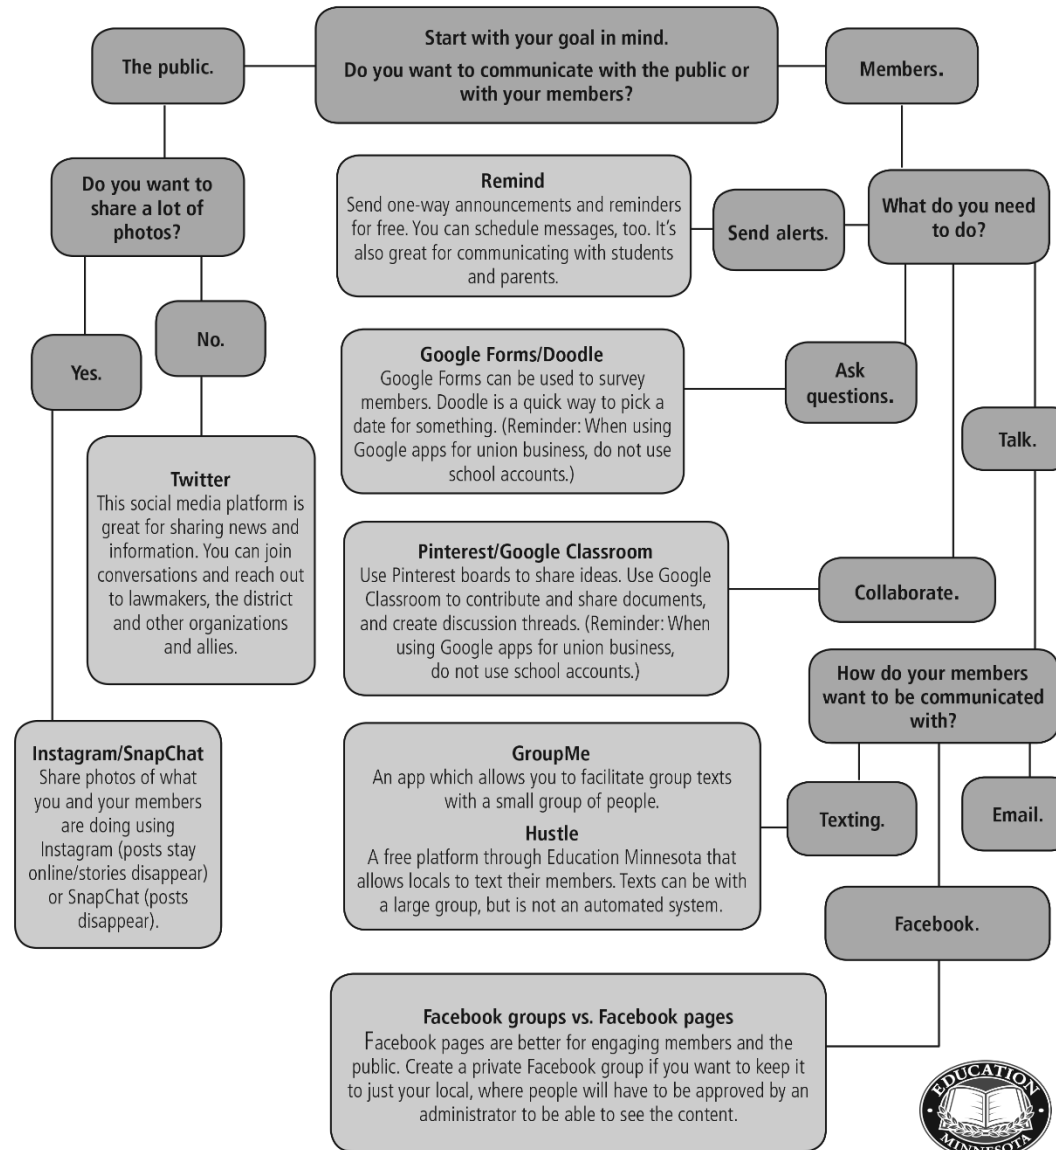 Start with your goal in mind.
Do you want to communicate with the public or
with your members?
The public.
Members.
Do you want to
share a lot of
photos?
Yes.
No.
Twitter
This social media platform is
great for sharing news and
information. You can join
conversations and reach out
to lawmakers, the district
and other organizations
and allies.
Instagram/SnapChat
Share photos of what
you and your members
are doing using
Instagram (posts stay
online/stories disappear)
or SnapChat (posts
disappear).
What do you need
to do?
Send alerts.
Remind
Send one-way announcements and reminders
for free. You can schedule messages, too. It's
also great for communicating with students
and parents.
Ask
questions.
Google Forms/Doodle
Google Forms can be used to survey
members. Doodle is a quick way to pick a
date for something. (Reminder: When using
Google apps for union business, do not use
school accounts.)
Talk.
Collaborate.
Pinterest/Google Classroom
Use Pinterest boards to share ideas. Use Google
Classroom to contribute and share documents,
and create discussion threads. (Reminder: When
using Google apps for union business,
do not use school accounts.)
How do your members
want to be communicated
with?
Texting.
Email.
GroupMe
An app which allows you to facilitate group texts
with a small group of people.
Hustle
A free platform through Education Minnesota that
allows locals to text their members. Texts can be with
a large group, but is not an automated system.
Facebook.
Facebook groups vs. Facebook pages
Facebook pages are better for engaging members and the
public. Create a private Facebook group if you want to keep it
to just your local, where people will have to be approved by an
administrator to be able to see the content.
EDUCATION
MINNESOTA